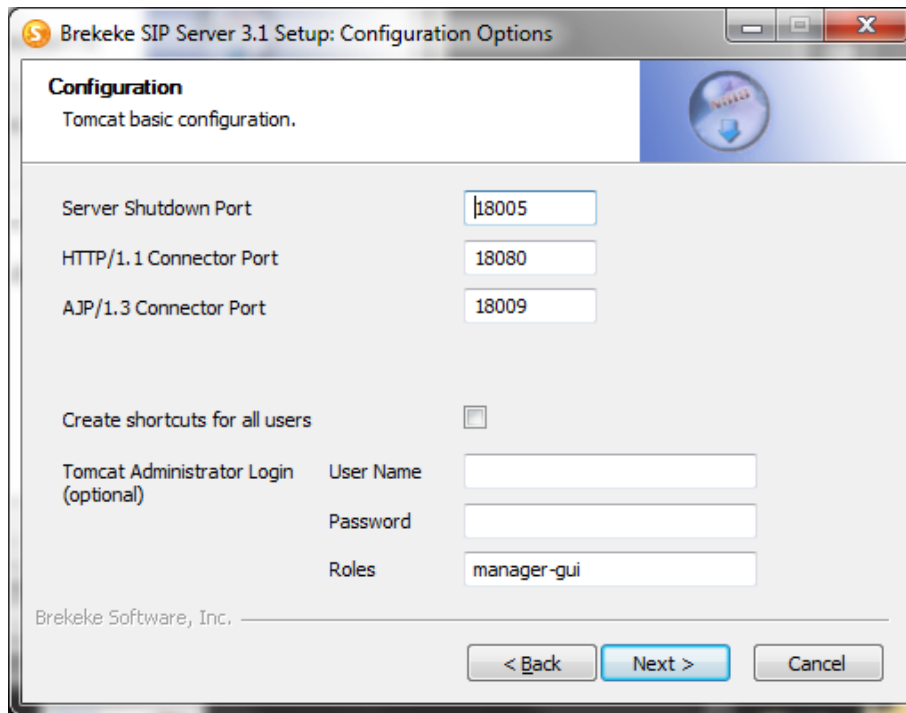 Brekeke SIP Server 3.1 Setup: Configuration Options
Configuration
Tomcat basic configuration.
Server Shutdown Port 18005
HTTP/1.1 Connector Port 18080
AJP/1.3 Connector Port 18009
Create shortcuts for all users
Tomcat Administrator Login User Name
(optional)
Password
Roles manager-gui
Brekeke Software, Inc.
< Back Next > Cancel